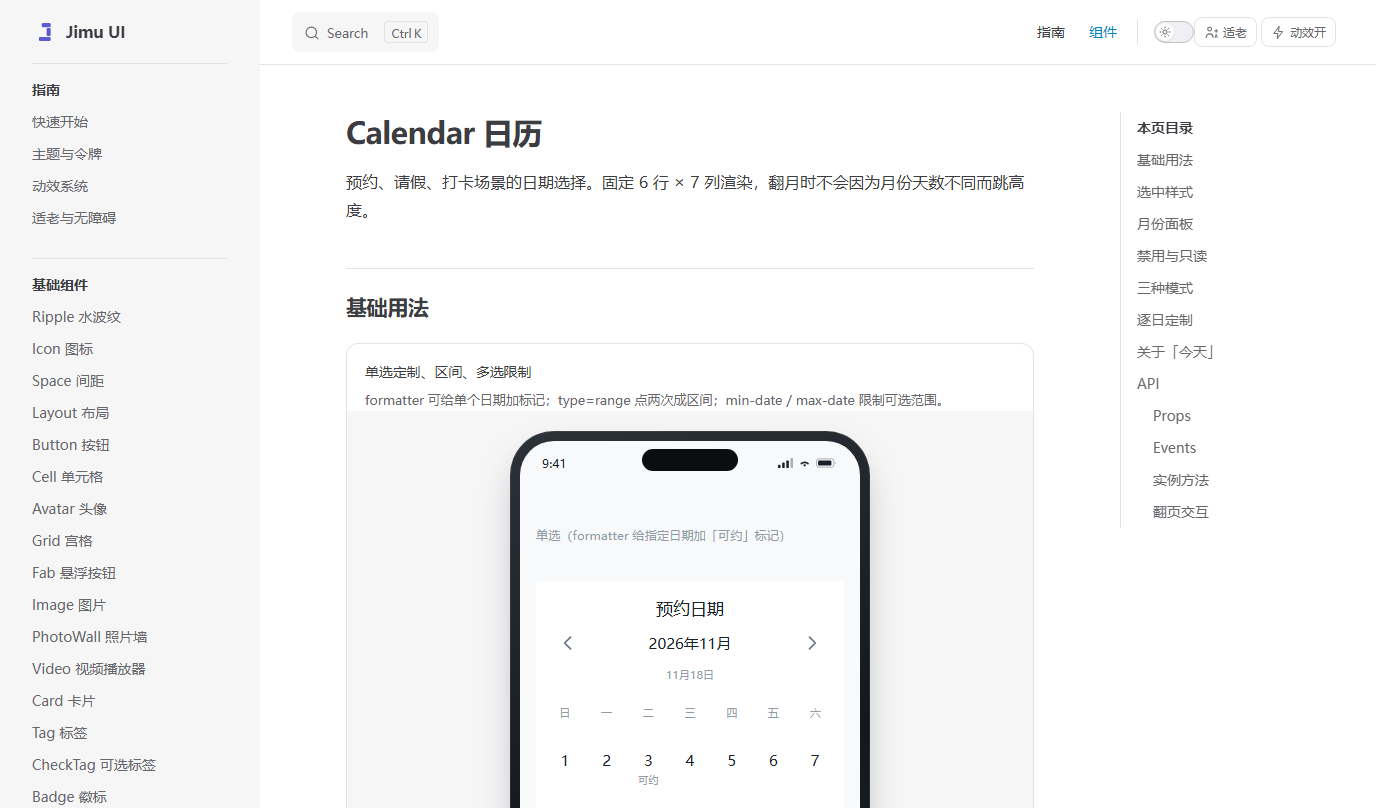 Jimu UI
指南
快速开始
主题与令牌
动效系统
适老与无障碍
基础组件
Ripple 水波纹
Icon 图标
Space 间距
Layout 布局
Button 按钮
Cell 单元格
Avatar 头像
Grid 宫格
Fab 悬浮按钮
Image 图片
PhotoWall 照片墙
Video 视频播放器
Card 卡片
Tag 标签
CheckTag 可选标签
Badge 徽标
Search Ctrl K
指南 组件 适老 动效开
Calendar 日历
预约、请假、打卡场景的日期选择。固定 6 行 × 7 列渲染，翻月时不会因为月份天数不同而跳高
度。
基础用法
单选定制、区间、多选限制
formatter 可给单个日期加标记；type=range 点两次成区间；min-date / max-date 限制可选范围。
9:41
单选（formatter 给指定日期加「可约」标记）
预约日期
2026年11月
11月18日
日 一 二 三 四 五 六
1 2 3 4 5 6 7
可约
本页目录
基础用法
选中样式
月份面板
禁用与只读
三种模式
逐日定制
关于「今天」
API
Props
Events
实例方法
翻页交互